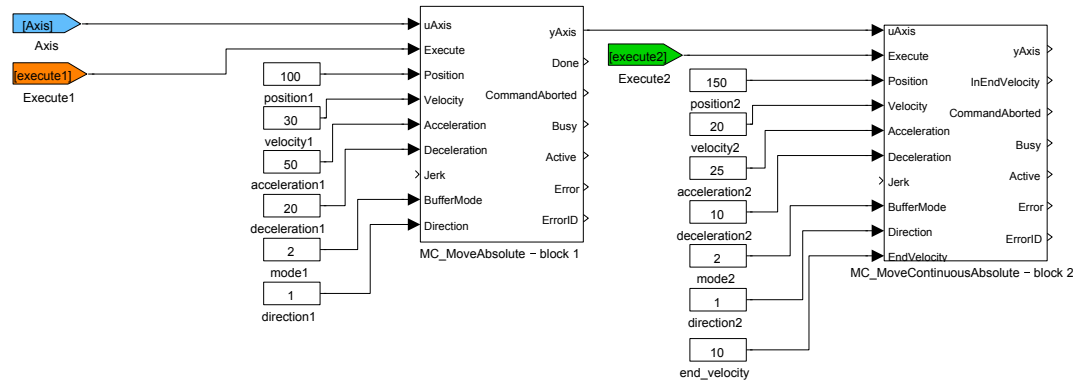 [Axis]
Axis
[execute1]
Execute1
100
position1
30
velocity1
50
acceleration1
20
deceleration1
2
mode1
1
direction1
uAxis
Execute
Position
Velocity
Acceleration
Deceleration
Jerk
BufferMode
Direction
yAxis
Done
CommandAborted
Busy
Active
Error
ErrorID
MC_MoveAbsolute − block 1
[execute2]
Execute2
150
position2
20
velocity2
25
acceleration2
10
deceleration2
2
mode2
1
direction2
10
end_velocity
uAxis
Execute
Position
Velocity
Acceleration
Deceleration
Jerk
BufferMode
Direction
EndVelocity
yAxis
InEndVelocity
CommandAborted
Busy
Active
Error
ErrorID
MC_MoveContinuousAbsolute − block 2